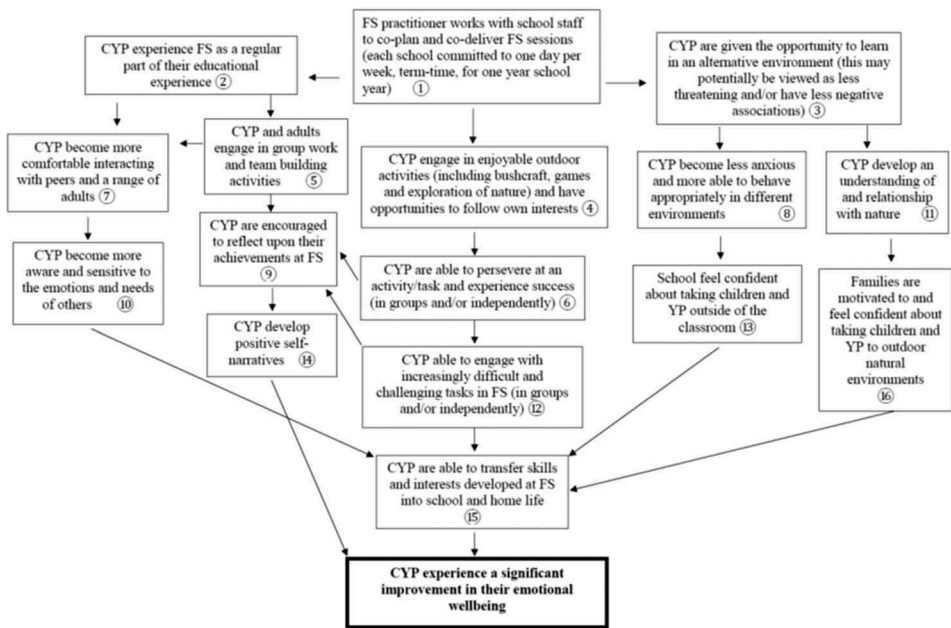 FS practitioner works with school staff
to co-plan and co-deliver FS sessions
(each school committed to one day per
week, term-time, for one year school
year) ①
CYP experience FS as a regular
part of their educational
experience ②
CYP are given the opportunity to learn
in an alternative environment (this may
potentially be viewed as less
threatening and/or have less negative
associations) ③
CYP become more
comfortable interacting
with peers and a range of
adults ⑦
CYP and adults
engage in group work
and team building
activities ⑤
CYP engage in enjoyable outdoor
activities (including bushcraft, games
and exploration of nature) and have
opportunities to follow own interests ④
CYP become less anxious
and more able to behave
appropriately in different
environments ⑧
CYP develop an
understanding of
and relationship
with nature ⑪
CYP are encouraged
to reflect upon their
achievements at FS
⑨
CYP become more
aware and sensitive to
the emotions and needs
of others ⑩
CYP are able to persevere at an
activity/task and experience success
(in groups and/or independently) ⑥
School feel confident
about taking children and
YP outside of the
classroom ⑬
Families are
motivated to and
feel confident about
taking children and
YP to outdoor
natural
environments
⑯
CYP develop
positive self-
narratives ⑭
CYP able to engage with
increasingly difficult and
challenging tasks in FS (in groups
and/or independently) ⑫
CYP are able to transfer skills
and interests developed at FS
into school and home life
⑮
CYP experience a significant
improvement in their emotional
wellbeing